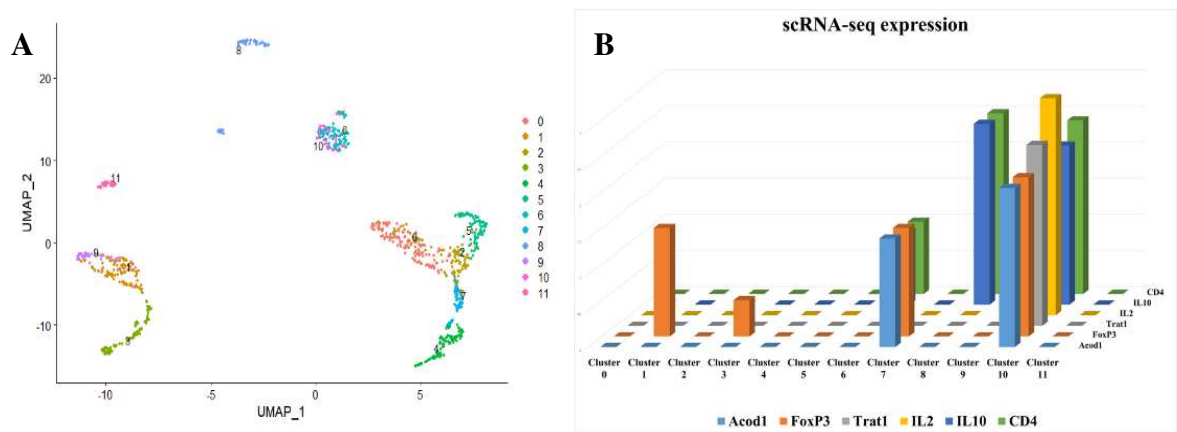 A
UMAP_2
20
10
0
-10
-10
-5
0
5
UMAP_1
8
6
10
11
9
1
3
6
5
2
7
4
0
1
2
3
4
5
6
7
8
9
10
11
B
scRNA-seq expression
CD4
IL10
IL2
Trat1
FoxP3
Acod1
Cluster 0
Cluster 1
Cluster 2
Cluster 3
Cluster 4
Cluster 5
Cluster 6
Cluster 7
Cluster 8
Cluster 9
Cluster 10
Cluster 11
Acod1 FoxP3 Trat1 IL2 IL10 CD4